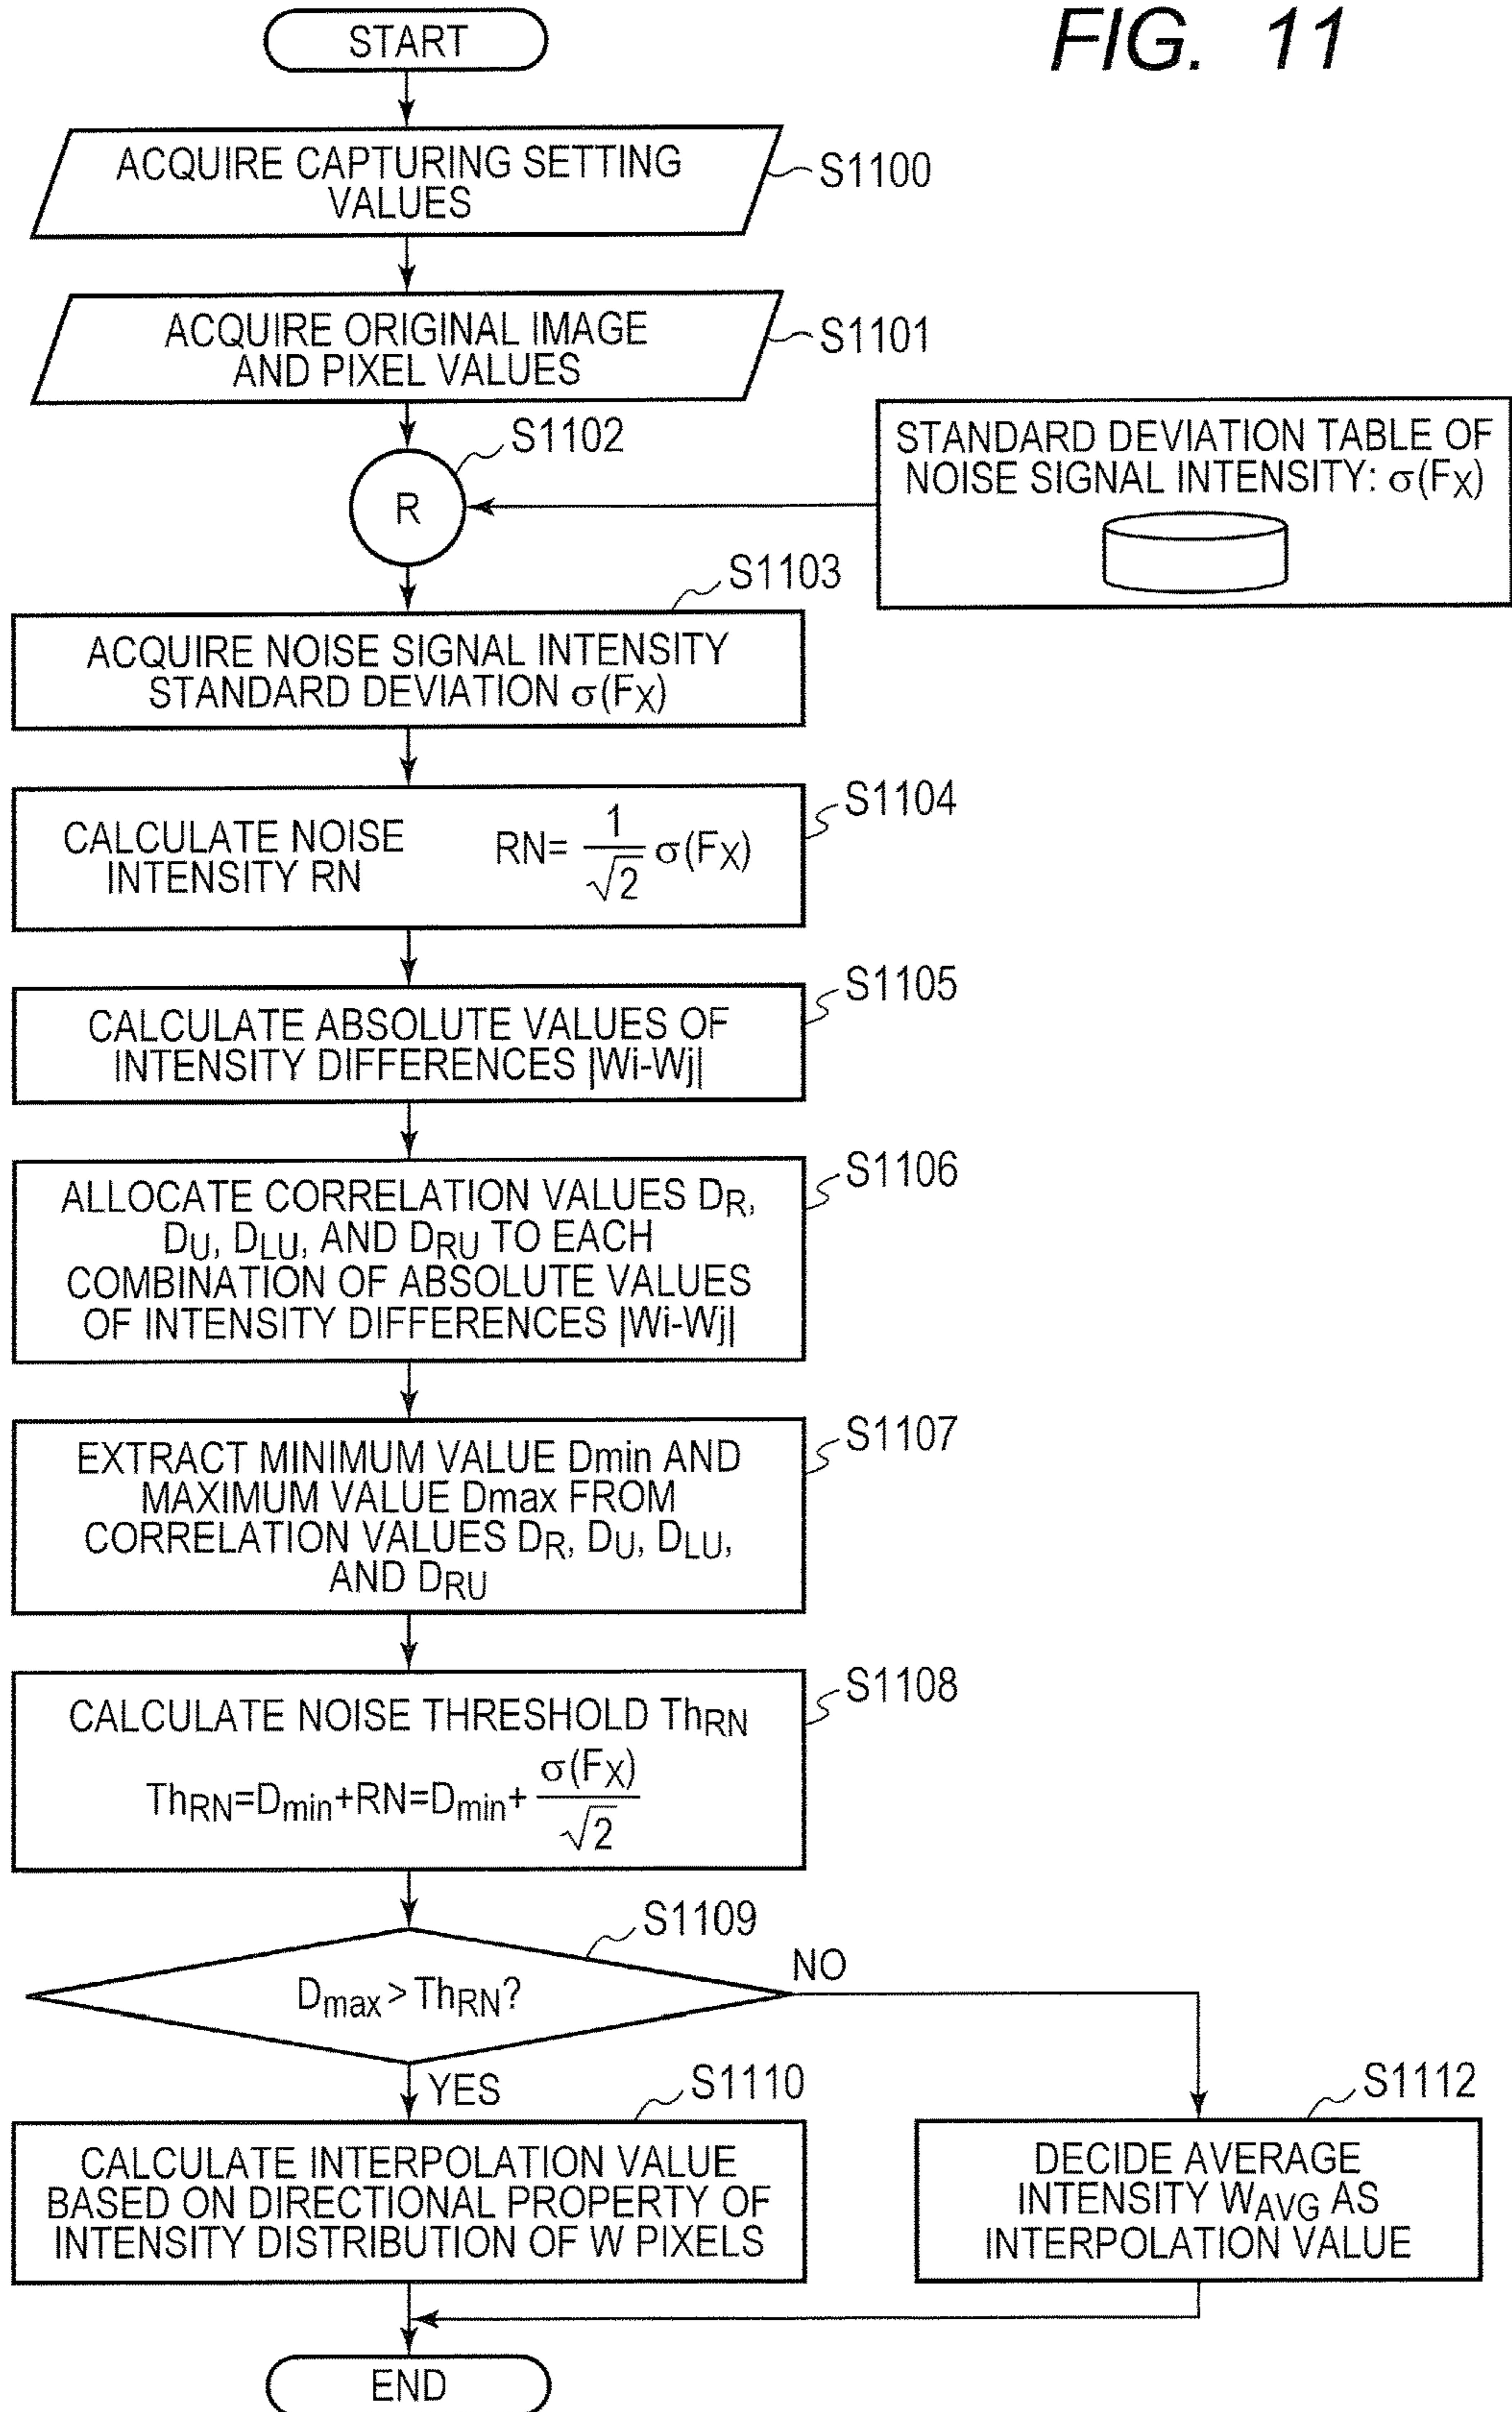 FIG. 11
START
ACQUIRE CAPTURING SETTING
VALUES
S1100
ACQUIRE ORIGINAL IMAGE
AND PIXEL VALUES
S1101
S1102
R
STANDARD DEVIATION TABLE OF
NOISE SIGNAL INTENSITY: σ(FX)
S1103
ACQUIRE NOISE SIGNAL INTENSITY
STANDARD DEVIATION σ(FX)
S1104
CALCULATE NOISE
INTENSITY RN
RN= 1/√2 σ(FX)
S1105
CALCULATE ABSOLUTE VALUES OF
INTENSITY DIFFERENCES |Wi-Wj|
S1106
ALLOCATE CORRELATION VALUES DR,
DU, DLU, AND DRU TO EACH
COMBINATION OF ABSOLUTE VALUES
OF INTENSITY DIFFERENCES |Wi-Wj|
S1107
EXTRACT MINIMUM VALUE Dmin AND
MAXIMUM VALUE Dmax FROM
CORRELATION VALUES DR, DU, DLU,
AND DRU
S1108
CALCULATE NOISE THRESHOLD ThRN
ThRN=Dmin+RN=Dmin+ σ(FX)/√2
S1109
Dmax>ThRN?
NO
YES
S1110
CALCULATE INTERPOLATION VALUE
BASED ON DIRECTIONAL PROPERTY OF
INTENSITY DISTRIBUTION OF W PIXELS
S1112
DECIDE AVERAGE
INTENSITY WAVG AS
INTERPOLATION VALUE
END